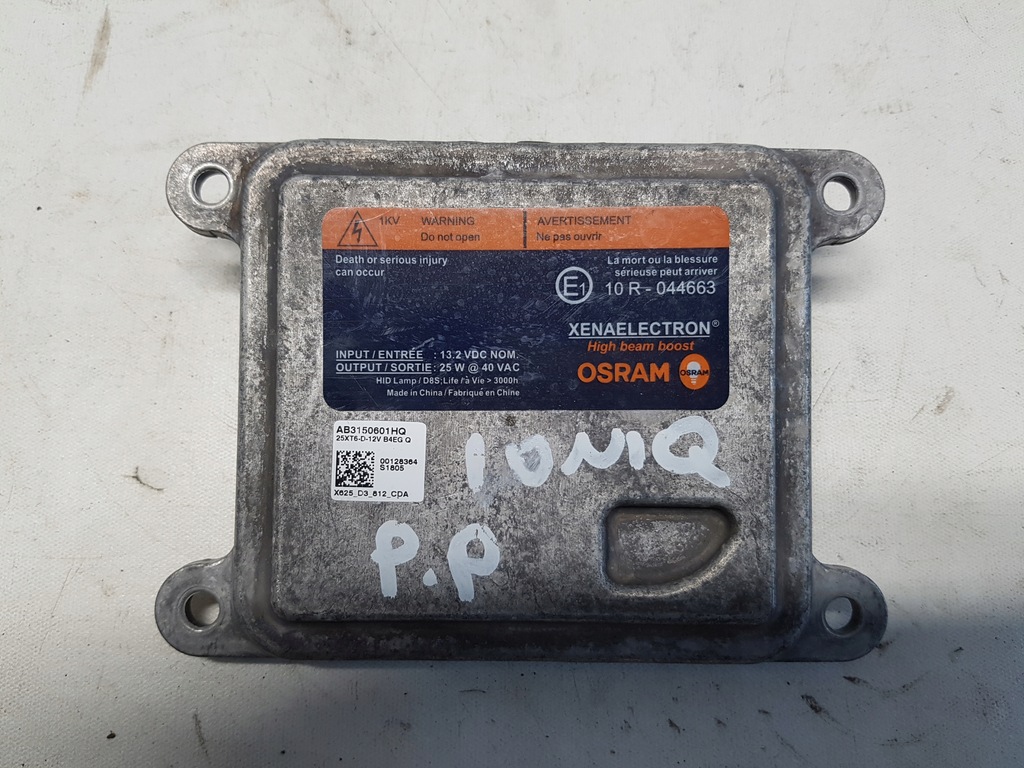 1KV WARNING AVERTISSEMENT
Do not open Ne pas ouvrir
Death or serious injury
can occur
La mort ou la blessure
sérieuse peut arriver
E1 10 R - 044663
XENAELECTRON®
High beam boost
OSRAM OSRAM
INPUT / ENTRÉE : 13.2 VDC NOM.
OUTPUT / SORTIE : 25 W @ 40 VAC
HID Lamp / D8S; Life / a Vie > 3000h
Made in China / Fabriqué en Chine
AB3150601HQ
25XT6-D-12V B4EG Q
00128364
S1805
X625_D3_812_CDA
IONIQ
P.P